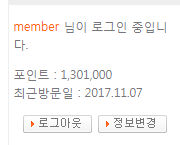 member 님이 로그인 중입니
다.
포인트 : 1,301,000
최근방문일 : 2017.11.07
로그아웃 정보변경